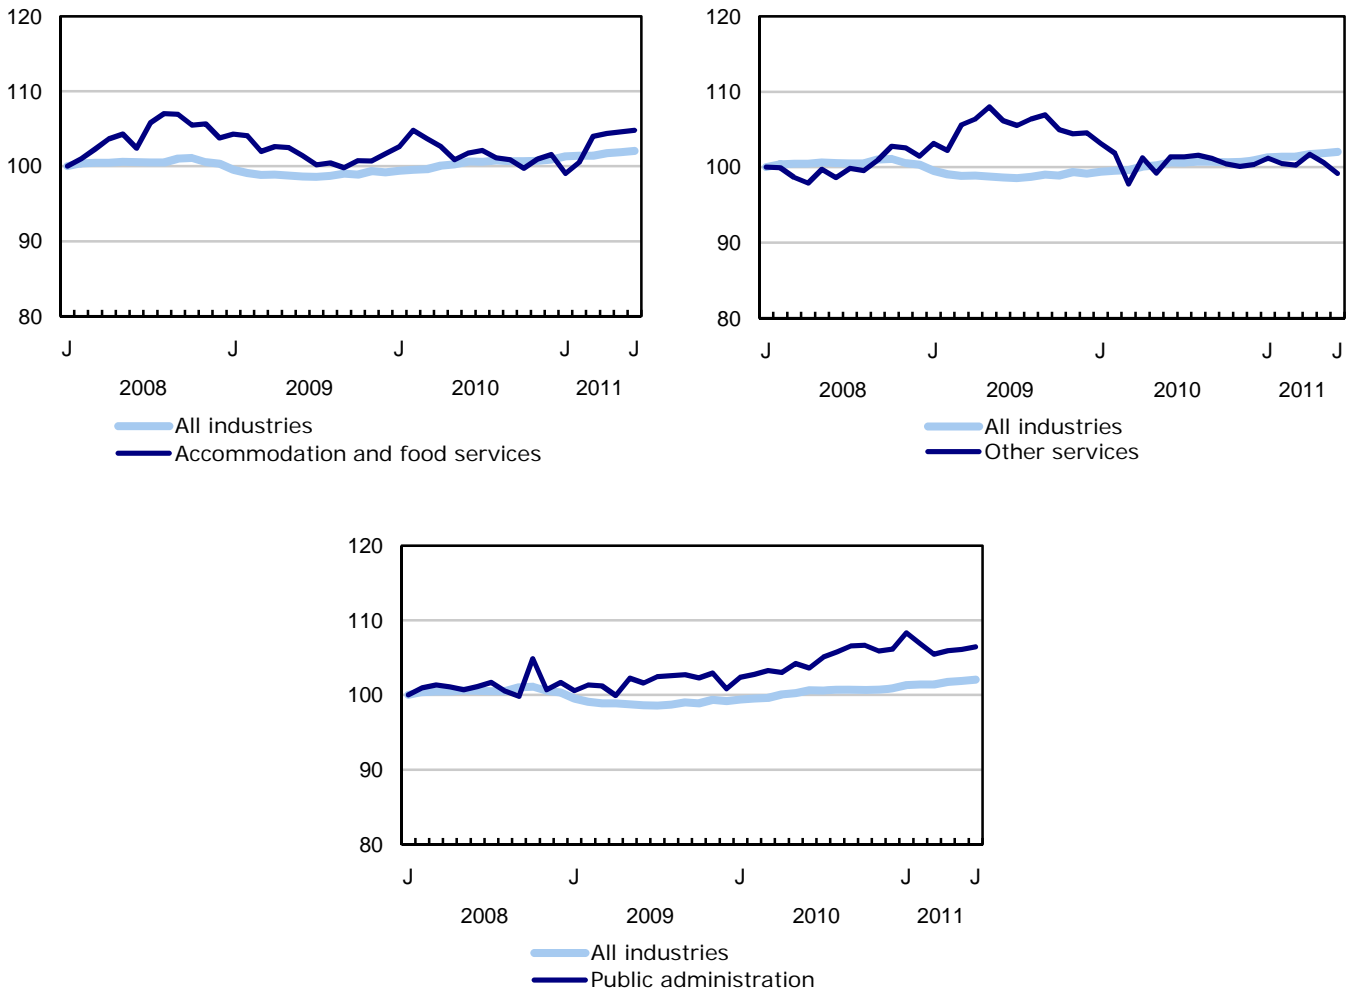 120
110
100
90
80
J J J J J
2008 2009 2010 2011
All industries
Accommodation and food services
120
110
100
90
80
J J J J J
2008 2009 2010 2011
All industries
Other services
120
110
100
90
80
J J J J J
2008 2009 2010 2011
All industries
Public administration